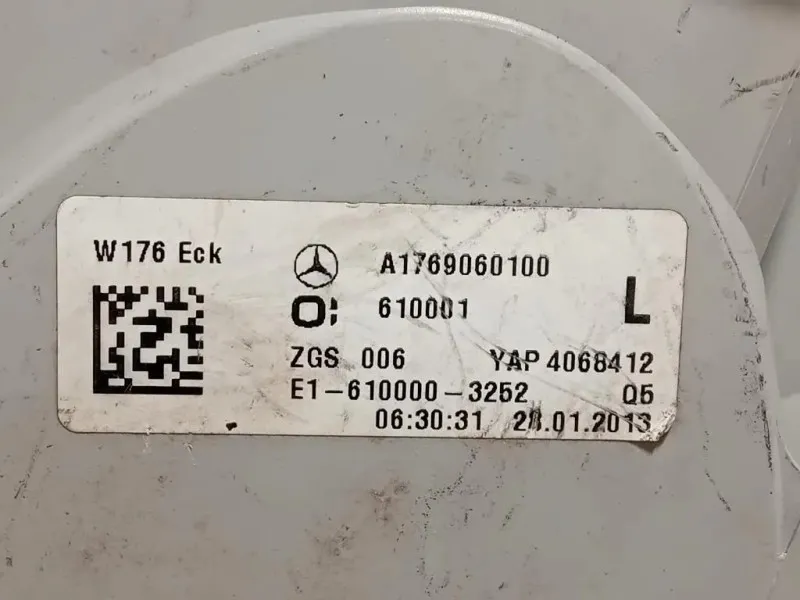 W176 Eck
A1769060100
610001
L
ZGS 006 YAP 4068412
E1-610000-3252 Q5
06:30:31 28.01.2013